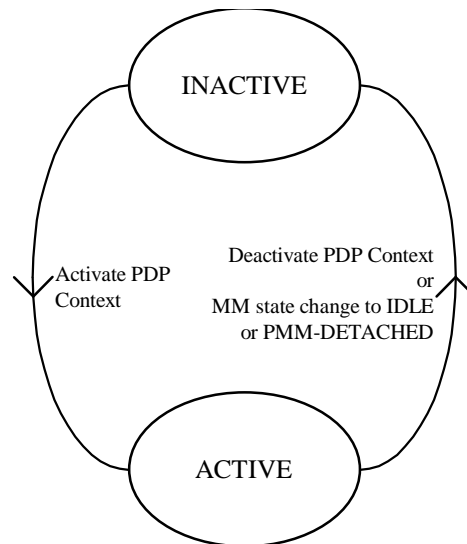 INACTIVE
Activate PDP
Context
Deactivate PDP Context
or
MM state change to IDLE
or PMM-DETACHED
ACTIVE